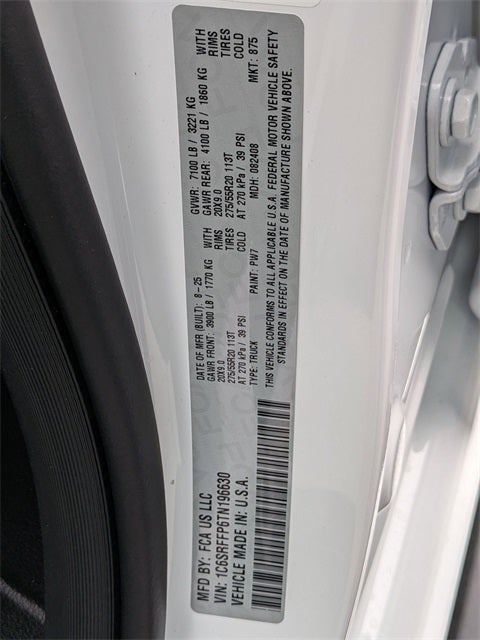 MFD BY: FCA US LLC
VIN: 1C6SRFFP6TN196630
VEHICLE MADE IN: U.S.A.
DATE OF MFR (BUILT): 8-25 GVWR: 7100 LB / 3221 KG
GAWR FRONT: 3900 LB / 1770 KG WITH GAWR REAR: 4100 LB / 1860 KG WITH
20X9.0 RIMS 20X9.0 RIMS
275/55R20 113T TIRES 275/55R20 113T TIRES
AT 270 kPa / 39 PSI COLD AT 270 kPa / 39 PSI COLD
TYPE: TRUCK PAINT: PW7 MDH: 082408 MKT: 875
THIS VEHICLE CONFORMS TO ALL APPLICABLE U.S.A. FEDERAL MOTOR VEHICLE SAFETY
STANDARDS IN EFFECT ON THE DATE OF MANUFACTURE SHOWN ABOVE.